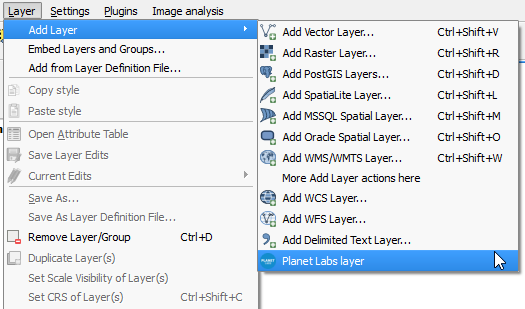 Layer Settings Plugins Image analysis
Add Layer
Embed Layers and Groups...
Add from Layer Definition File...
Copy style
Paste style
Open Attribute Table
Save Layer Edits
Current Edits
Save As...
Save As Layer Definition File...
Remove Layer/Group Ctrl+D
Duplicate Layer(s)
Set Scale Visibility of Layer(s)
Set CRS of Layer(s) Ctrl+Shift+C
Add Vector Layer... Ctrl+Shift+V
Add Raster Layer... Ctrl+Shift+R
Add PostGIS Layers... Ctrl+Shift+D
Add SpatiaLite Layer... Ctrl+Shift+L
Add MSSQL Spatial Layer... Ctrl+Shift+M
Add Oracle Spatial Layer... Ctrl+Shift+O
Add WMS/WMTS Layer... Ctrl+Shift+W
More Add Layer actions here
Add WCS Layer...
Add WFS Layer...
Add Delimited Text Layer...
Planet Labs layer